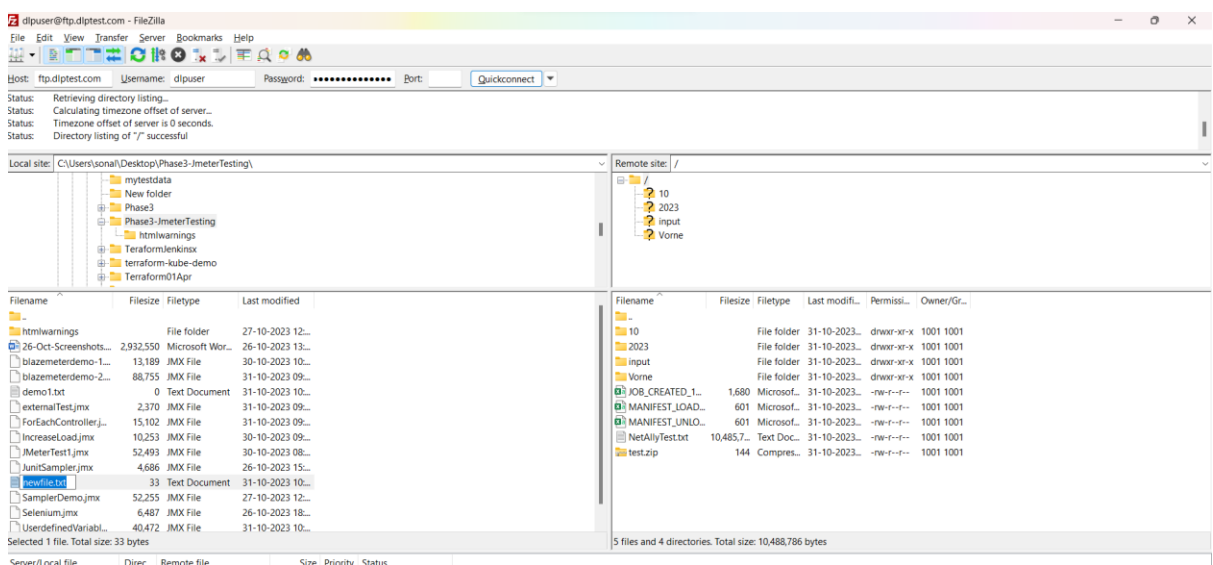 dlpuser@ftp.dlptest.com - FileZilla
File Edit View Transfer Server Bookmarks Help
Host: ftp.dlptest.com Username: dlpuser Password: •••••••••••••• Port: Quickconnect
Status: Retrieving directory listing...
Status: Calculating timezone offset of server...
Status: Timezone offset of server is 0 seconds.
Status: Directory listing of "/" successful
Local site: C:\Users\sonal\Desktop\Phase3-JmeterTesting\
mytestdata
New folder
Phase3
Phase3-JmeterTesting
htmlwarnings
TeraformJenkinsx
terraform-kube-demo
Terraform01Apr
Remote site: /
/
10
2023
input
Vorne
Filename Filesize Filetype Last modified
..
htmlwarnings File folder 27-10-2023 12:...
26-Oct-Screenshots... 2,932,550 Microsoft Wor... 26-10-2023 13:...
blazemeterdemo-1.... 13,189 JMX File 30-10-2023 10:...
blazemeterdemo-2.... 88,755 JMX File 31-10-2023 09:...
demo1.txt 0 Text Document 31-10-2023 10:...
externalTest.jmx 2,370 JMX File 31-10-2023 09:...
ForEachController.j... 15,102 JMX File 31-10-2023 09:...
IncreaseLoad.jmx 10,253 JMX File 30-10-2023 09:...
JMeterTest1.jmx 52,493 JMX File 30-10-2023 08:...
JunitSampler.jmx 4,686 JMX File 26-10-2023 15:...
newfile.txt 33 Text Document 31-10-2023 10:...
SamplerDemo.jmx 52,255 JMX File 27-10-2023 12:...
Selenium.jmx 6,487 JMX File 26-10-2023 18:...
UserdefinedVariabl... 40,472 JMX File 31-10-2023 10:...
Selected 1 file. Total size: 33 bytes
Filename Filesize Filetype Last modifi... Permissi... Owner/Gr...
..
10 File folder 31-10-2023... drwxr-xr-x 1001 1001
2023 File folder 31-10-2023... drwxr-xr-x 1001 1001
input File folder 31-10-2023... drwxr-xr-x 1001 1001
Vorne File folder 31-10-2023... drwxr-xr-x 1001 1001
JOB_CREATED_1... 1,680 Microsof... 31-10-2023... -rw-r--r-- 1001 1001
MANIFEST_LOAD... 601 Microsof... 31-10-2023... -rw-r--r-- 1001 1001
MANIFEST_UNLO... 601 Microsof... 31-10-2023... -rw-r--r-- 1001 1001
NetAllyTest.txt 10,485,7... Text Doc... 31-10-2023... -rw-r--r-- 1001 1001
test.zip 144 Compres... 31-10-2023... -rw-r--r-- 1001 1001
5 files and 4 directories. Total size: 10,488,786 bytes
Server/Local file Direc Remote file Size Priority Status